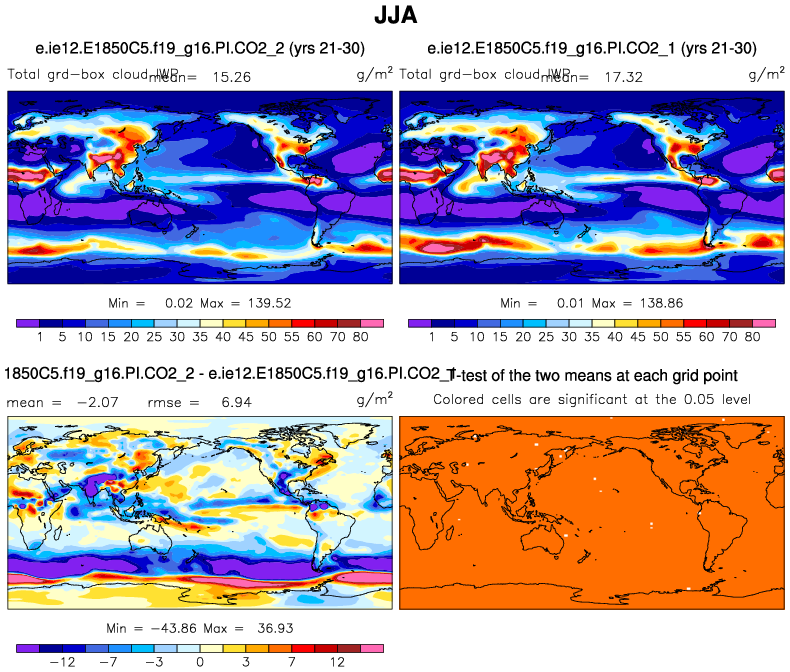 JJA
e.ie12.E1850C5.f19_g16.PI.CO2_2 (yrs 21-30)
Total grd-box cloud IWP mean= 15.26 g/m2
Min = 0.02 Max = 139.52
1 5 10 15 20 25 30 35 40 45 50 55 60 70 80
e.ie12.E1850C5.f19_g16.PI.CO2_1 (yrs 21-30)
Total grd-box cloud IWP mean= 17.32 g/m2
Min = 0.01 Max = 138.86
1 5 10 15 20 25 30 35 40 45 50 55 60 70 80
1850C5.f19_g16.PI.CO2_2 - e.ie12.E1850C5.f19_g16.PI.CO2_1
mean = -2.07 rmse = 6.94 g/m2
Min = -43.86 Max = 36.93
-12 -7 -3 0 3 7 12
T-test of the two means at each grid point
Colored cells are significant at the 0.05 level